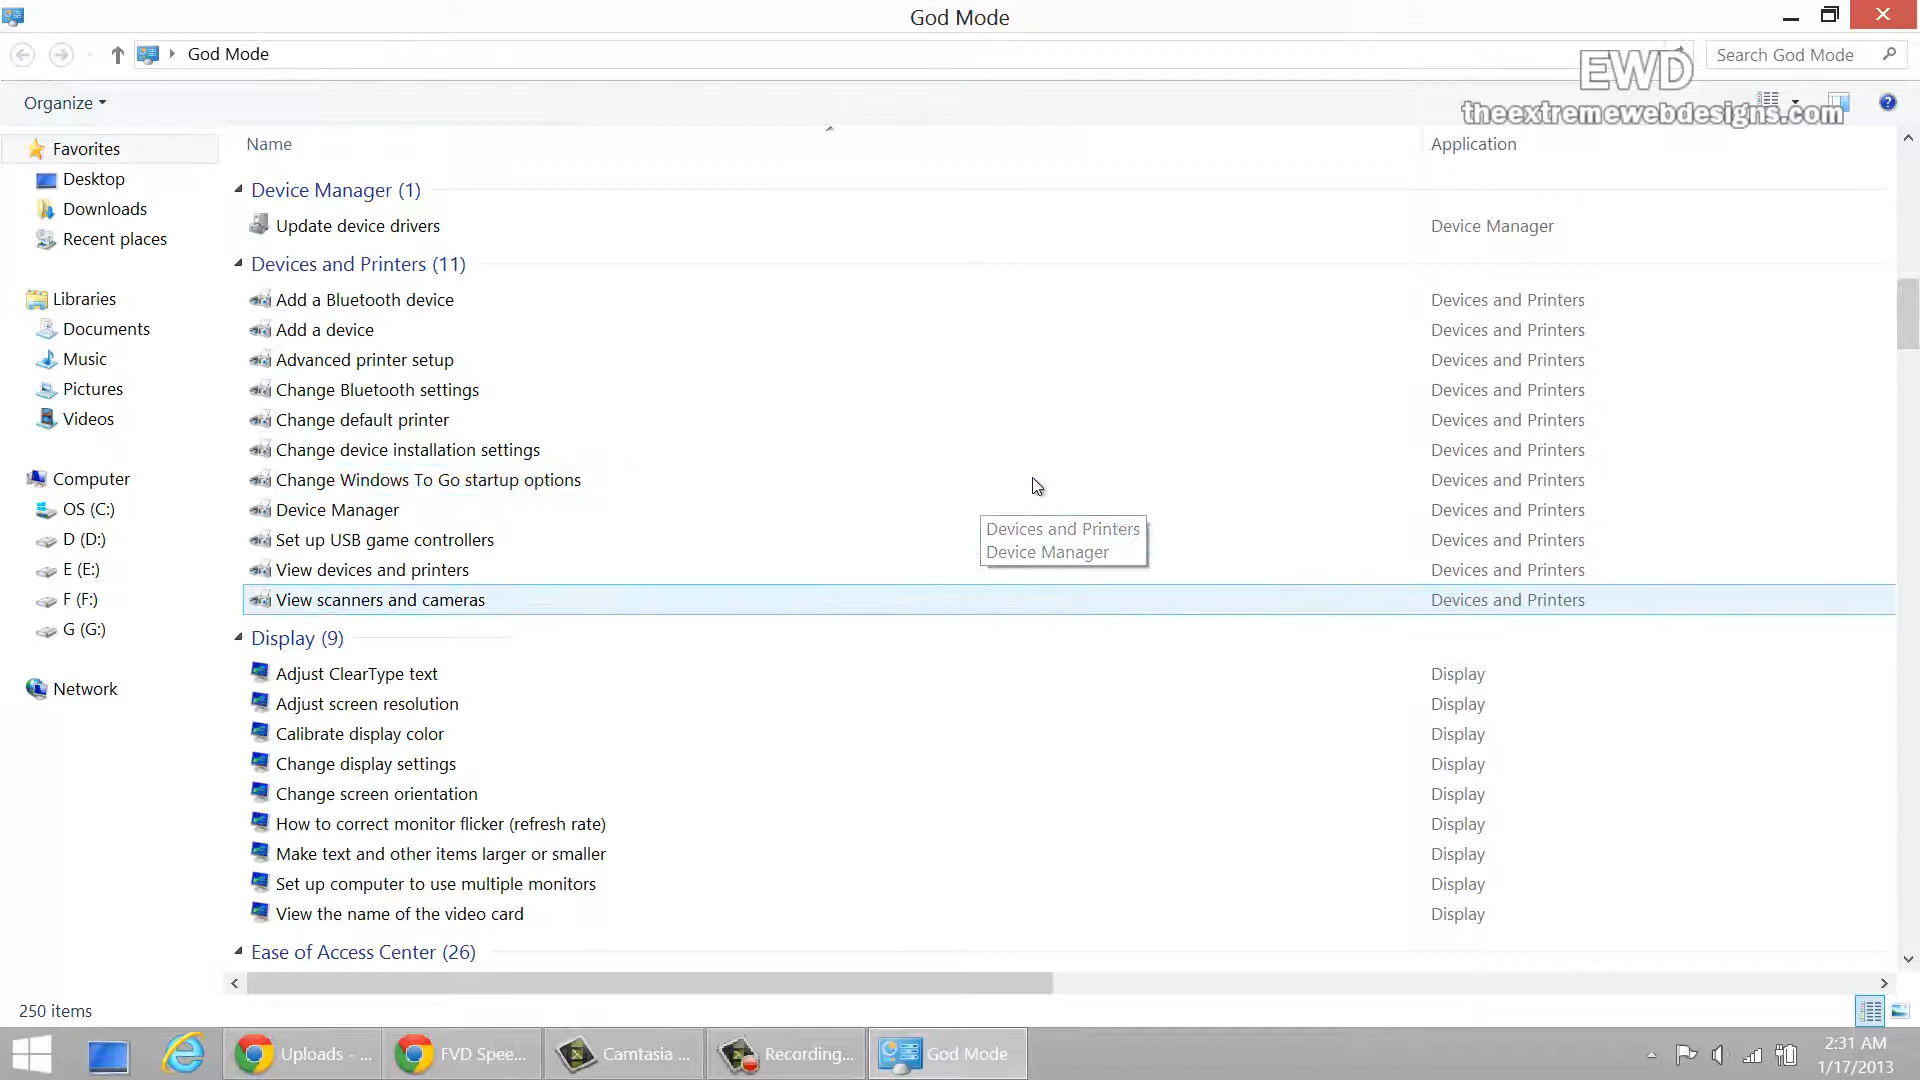 God Mode
God Mode
Search God Mode
EWD
theextremewebdesigns.com
Organize
Name
Application
Favorites
Desktop
Downloads
Recent places
Libraries
Documents
Music
Pictures
Videos
Computer
OS (C:)
D (D:)
E (E:)
F (F:)
G (G:)
Network
Device Manager (1)
Update device drivers Device Manager
Devices and Printers (11)
Add a Bluetooth device Devices and Printers
Add a device Devices and Printers
Advanced printer setup Devices and Printers
Change Bluetooth settings Devices and Printers
Change default printer Devices and Printers
Change device installation settings Devices and Printers
Change Windows To Go startup options Devices and Printers
Device Manager Devices and Printers
Set up USB game controllers Devices and Printers
View devices and printers Devices and Printers
View scanners and cameras Devices and Printers
Devices and Printers
Device Manager
Display (9)
Adjust ClearType text Display
Adjust screen resolution Display
Calibrate display color Display
Change display settings Display
Change screen orientation Display
How to correct monitor flicker (refresh rate) Display
Make text and other items larger or smaller Display
Set up computer to use multiple monitors Display
View the name of the video card Display
Ease of Access Center (26)
250 items
Uploads - ...
FVD Spee...
Camtasia ...
Recording...
God Mode
2:31 AM
1/17/2013